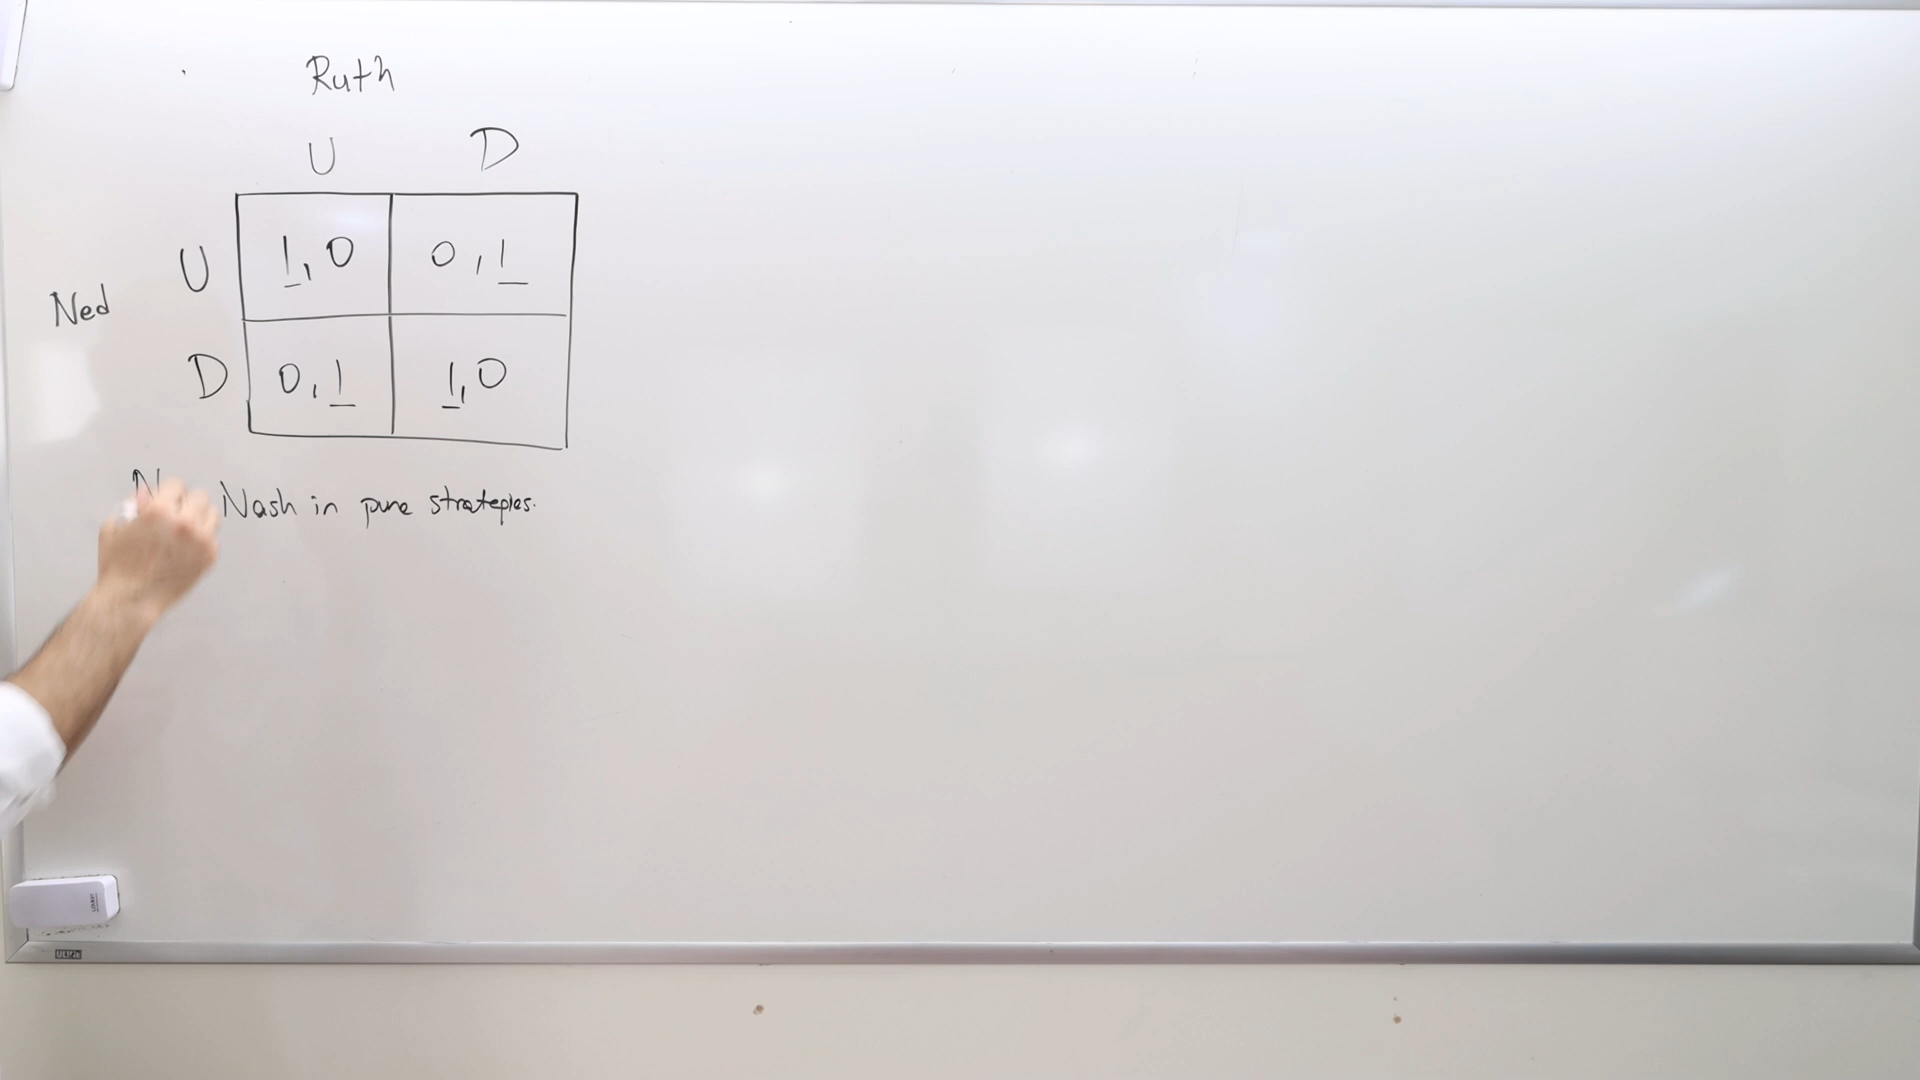 Ruth
U D
U 1, 0 0, 1
Ned
D 0, 1 1, 0
Nash in pure strategies.